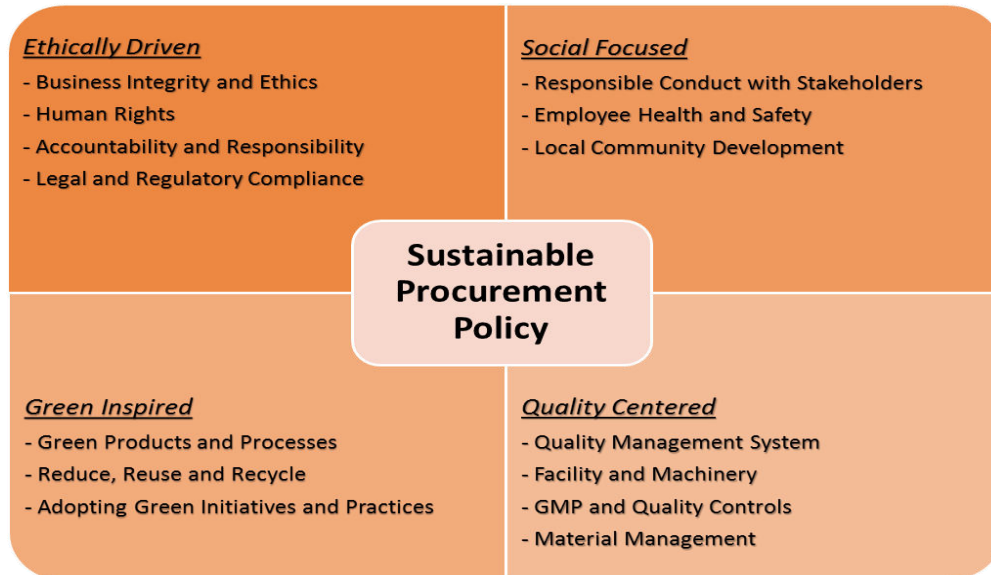 Ethically Driven
- Business Integrity and Ethics
- Human Rights
- Accountability and Responsibility
- Legal and Regulatory Compliance
Social Focused
- Responsible Conduct with Stakeholders
- Employee Health and Safety
- Local Community Development
Sustainable
Procurement
Policy
Green Inspired
- Green Products and Processes
- Reduce, Reuse and Recycle
- Adopting Green Initiatives and Practices
Quality Centered
- Quality Management System
- Facility and Machinery
- GMP and Quality Controls
- Material Management